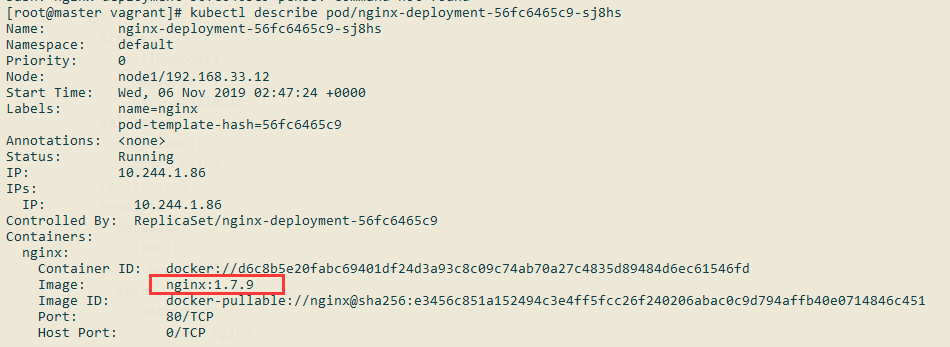 [root@master vagrant]# kubectl describe pod/nginx-deployment-56fc6465c9-sj8hs
Name:         nginx-deployment-56fc6465c9-sj8hs
Namespace:    default
Priority:     0
Node:         node1/192.168.33.12
Start Time:   Wed, 06 Nov 2019 02:47:24 +0000
Labels:       name=nginx
              pod-template-hash=56fc6465c9
Annotations:  <none>
Status:       Running
IP:           10.244.1.86
IPs:
  IP:           10.244.1.86
Controlled By:  ReplicaSet/nginx-deployment-56fc6465c9
Containers:
  nginx:
    Container ID:   docker://d6c8b5e20fabc69401df24d3a93c8c09c74ab70a27c4835d89484d6ec61546fd
    Image:          nginx:1.7.9
    Image ID:       docker-pullable://nginx@sha256:e3456c851a152494c3e4ff5fcc26f240206abac0c9d794affb40e0714846c451
    Port:           80/TCP
    Host Port:      0/TCP